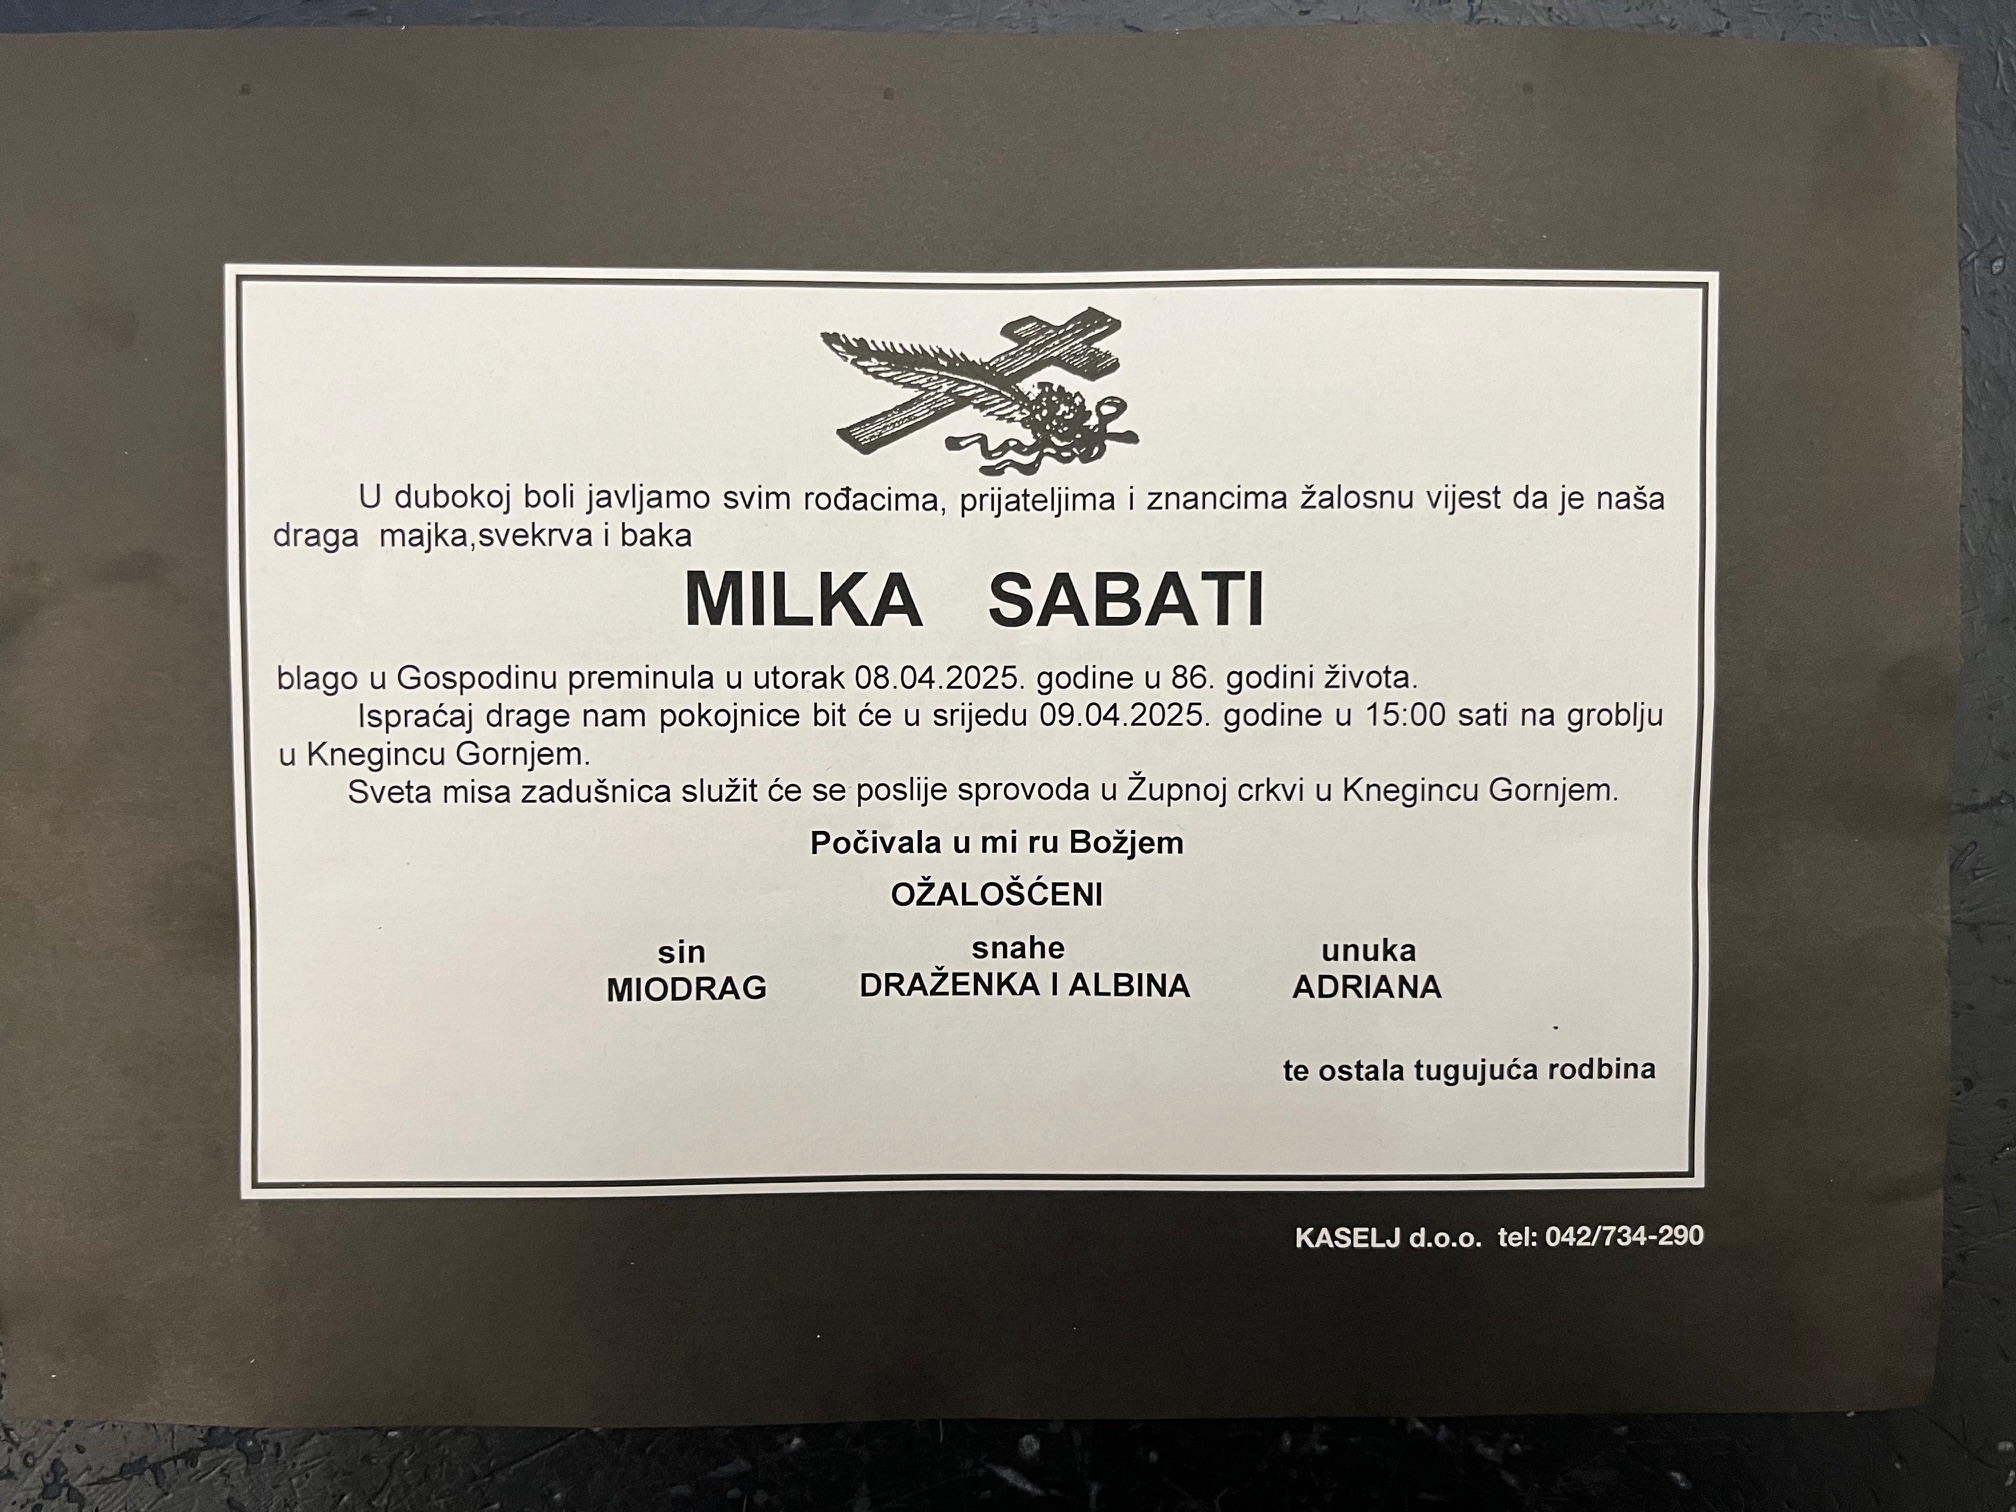 U dubokoj boli javljamo svim rođacima, prijateljima i znancima žalosnu vijest da je naša
draga majka,svekrva i baka
MILKA SABATI
blago u Gospodinu preminula u utorak 08.04.2025. godine u 86. godini života.
Ispraćaj drage nam pokojnice bit će u srijedu 09.04.2025. godine u 15:00 sati na groblju
u Knegincu Gornjem.
Sveta misa zadušnica služit će se poslije sprovoda u Župnoj crkvi u Knegincu Gornjem.
Počivala u mi ru Božjem
OŽALOŠĆENI
sin snahe unuka
MIODRAG DRAŽENKA I ALBINA ADRIANA
te ostala tugujuća rodbina
KASELJ d.o.o. tel: 042/734-290